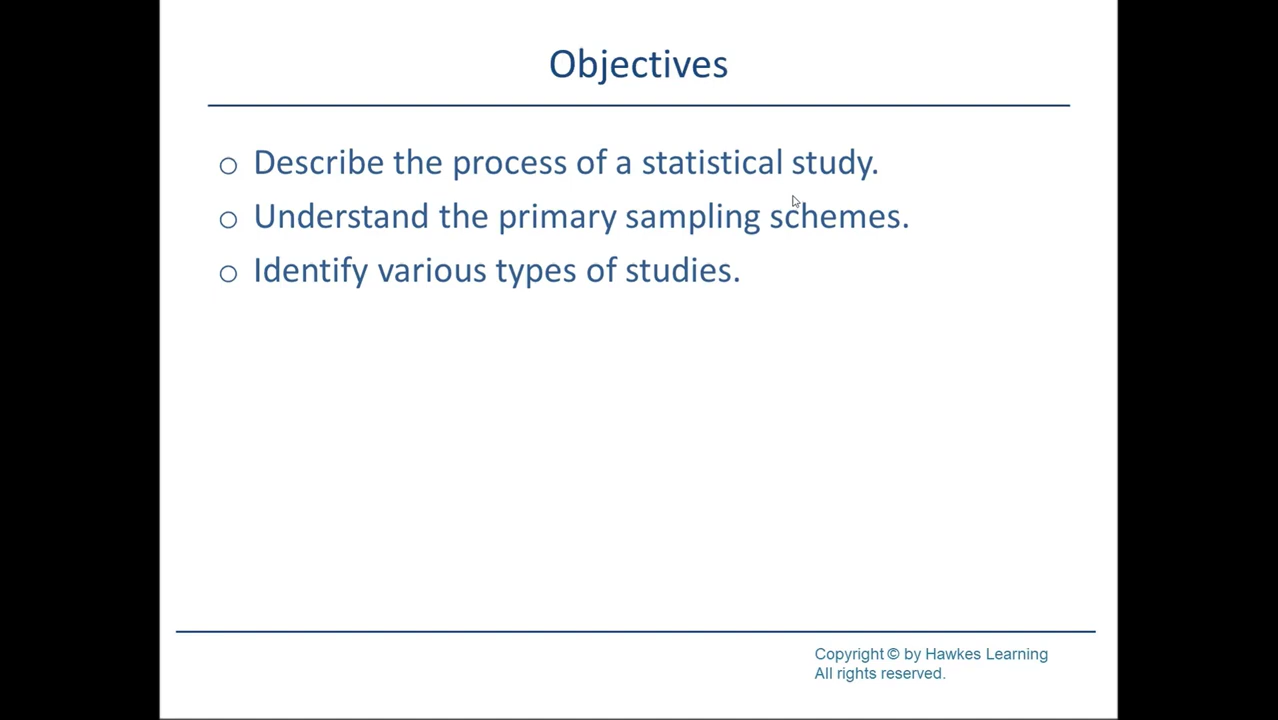 Objectives
Describe the process of a statistical study.
Understand the primary sampling schemes.
Identify various types of studies.
Copyright © by Hawkes Learning
All rights reserved.